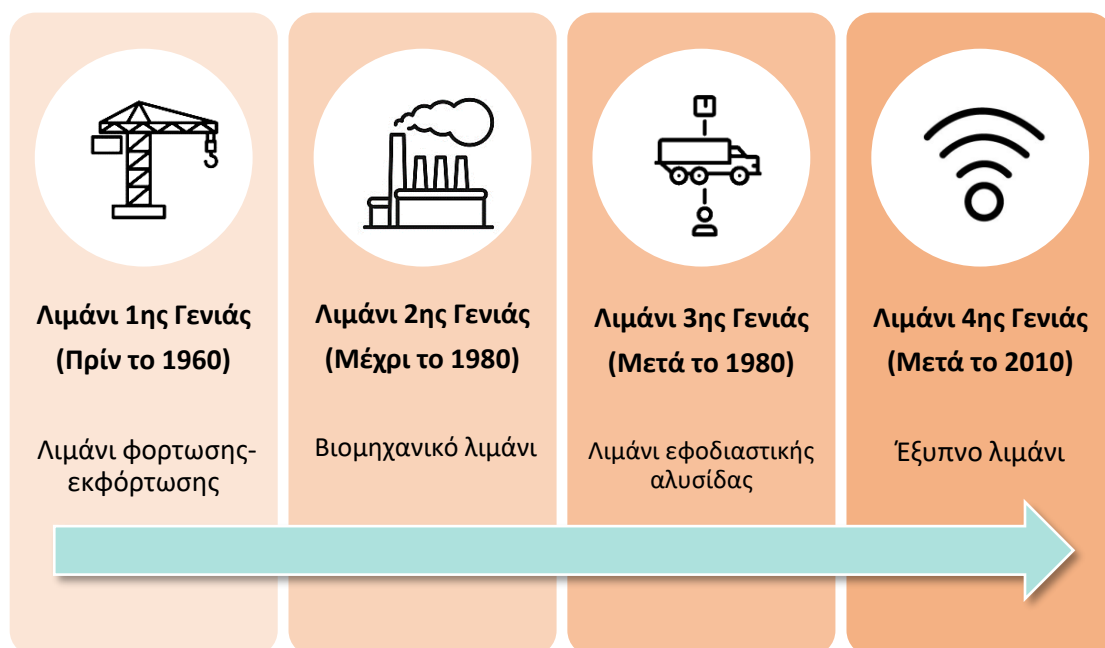 Λιμάνι 1ης Γενιάς
(Πρίν το 1960)
Λιμάνι φορτωσης-
εκφόρτωσης
Λιμάνι 2ης Γενιάς
(Μέχρι το 1980)
Βιομηχανικό λιμάνι
Λιμάνι 3ης Γενιάς
(Μετά το 1980)
Λιμάνι εφοδιαστικής
αλυσίδας
Λιμάνι 4ης Γενιάς
(Μετά το 2010)
Έξυπνο λιμάνι